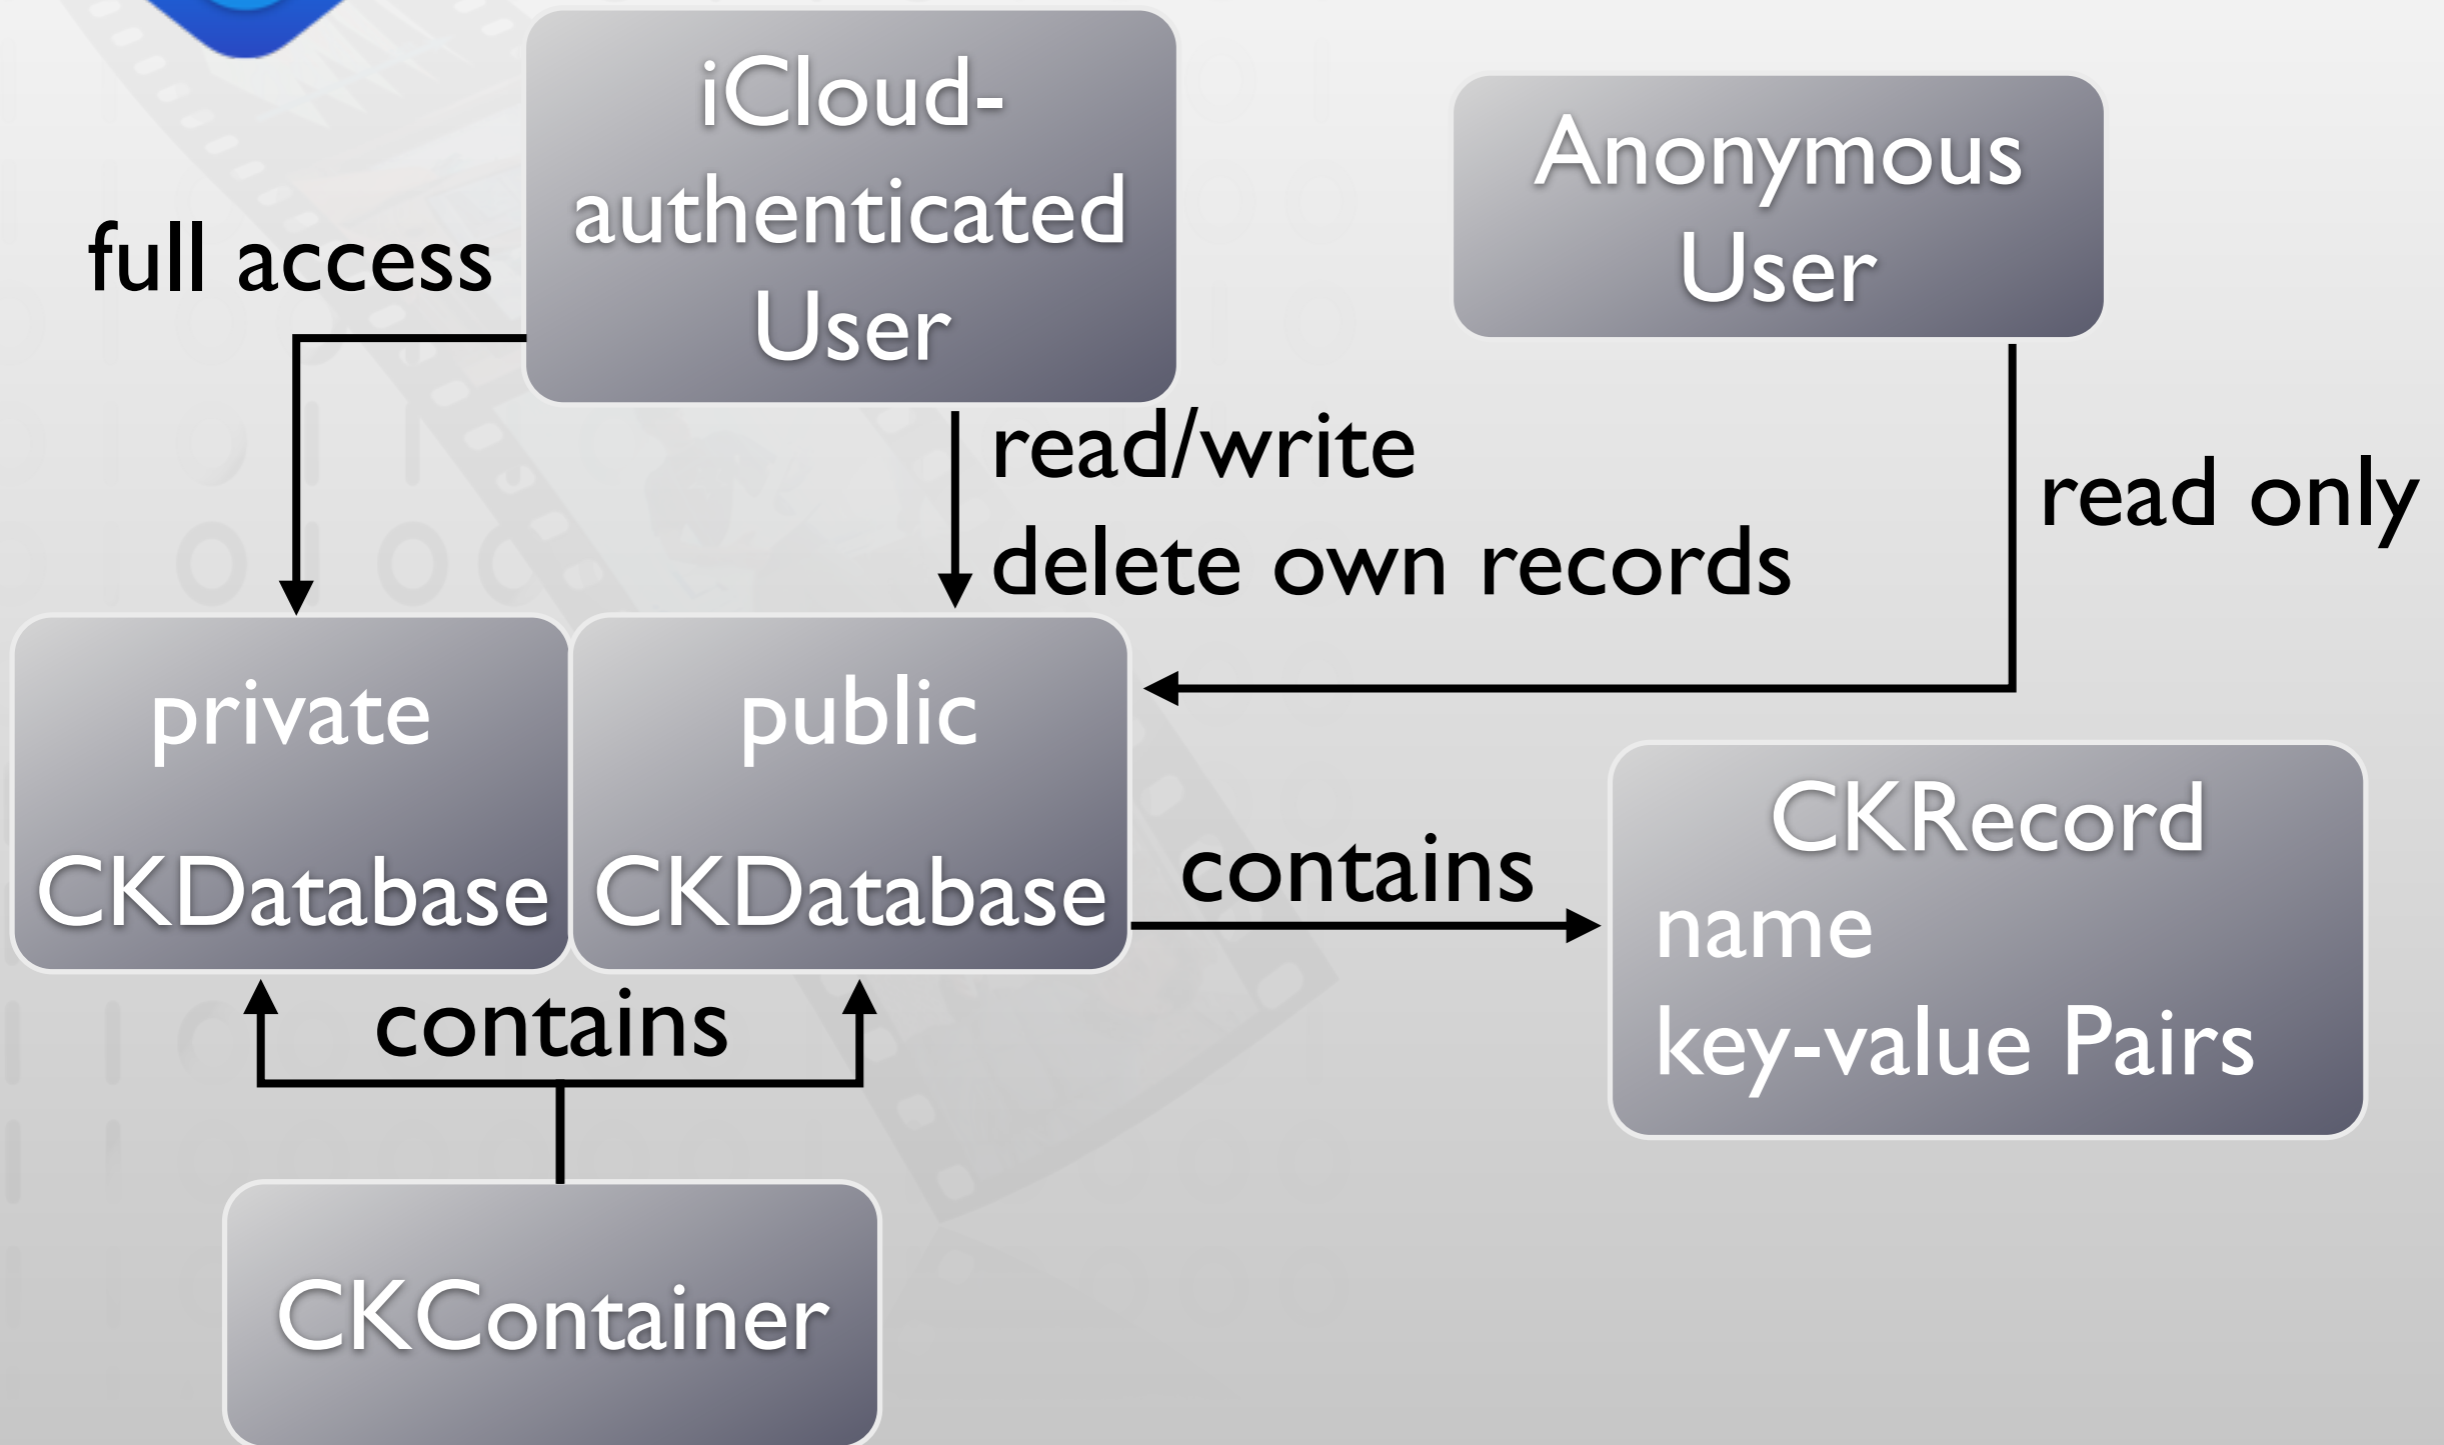 iCloud-
authenticated
User
Anonymous
User
full access
read/write
delete own records
read only
private
CKDatabase
public
CKDatabase
contains
CKRecord
name
key-value Pairs
contains
CKContainer